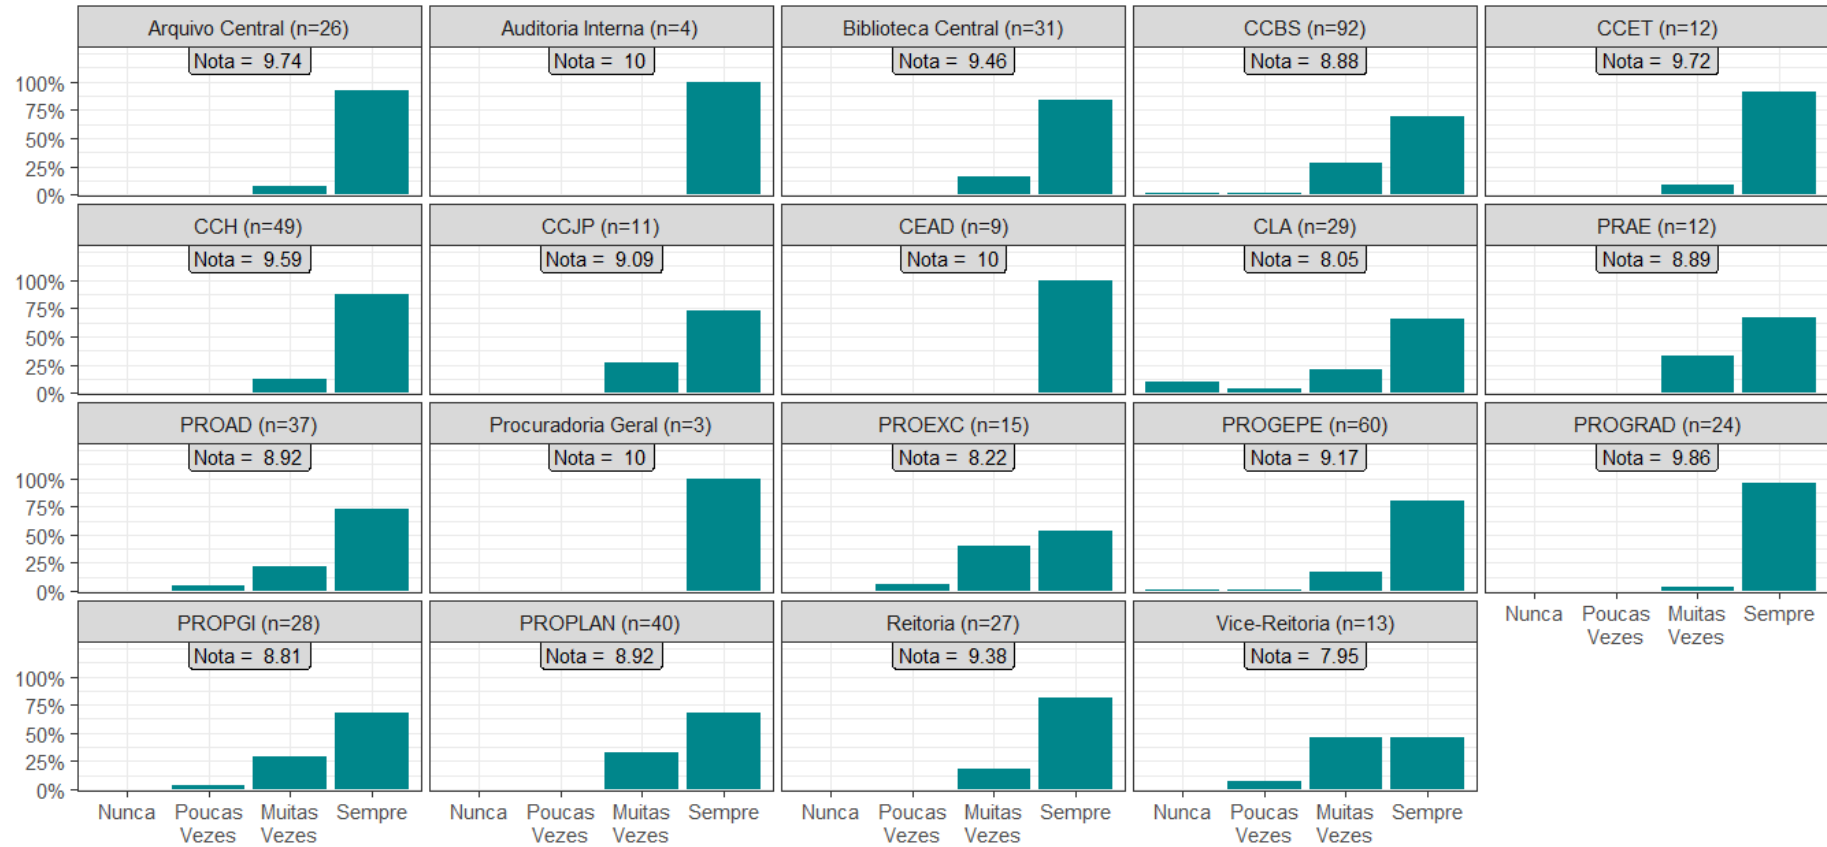 Arquivo Central (n=26)
Auditoria Interna (n=4)
Biblioteca Central (n=31)
CCBS (n=92)
CCET (n=12)
Nota = 9.74
Nota = 10
Nota = 9.46
Nota = 8.88
Nota = 9.72
100%
75%
50%
25%
0%
CCH (n=49)
CCJP (n=11)
CEAD (n=9)
CLA (n=29)
PRAE (n=12)
Nota = 9.59
Nota = 9.09
Nota = 10
Nota = 8.05
Nota = 8.89
100%
75%
50%
25%
0%
PROAD (n=37)
Procuradoria Geral (n=3)
PROEXC (n=15)
PROGEPE (n=60)
PROGRAD (n=24)
Nota = 8.92
Nota = 10
Nota = 8.22
Nota = 9.17
Nota = 9.86
100%
75%
50%
25%
0%
Nunca
Poucas
Vezes
Muitas
Vezes
Sempre
PROPGI (n=28)
PROPLAN (n=40)
Reitoria (n=27)
Vice-Reitoria (n=13)
Nota = 8.81
Nota = 8.92
Nota = 9.38
Nota = 7.95
100%
75%
50%
25%
0%
Nunca
Poucas
Vezes
Muitas
Vezes
Sempre
Nunca
Poucas
Vezes
Muitas
Vezes
Sempre
Nunca
Poucas
Vezes
Muitas
Vezes
Sempre
Nunca
Poucas
Vezes
Muitas
Vezes
Sempre